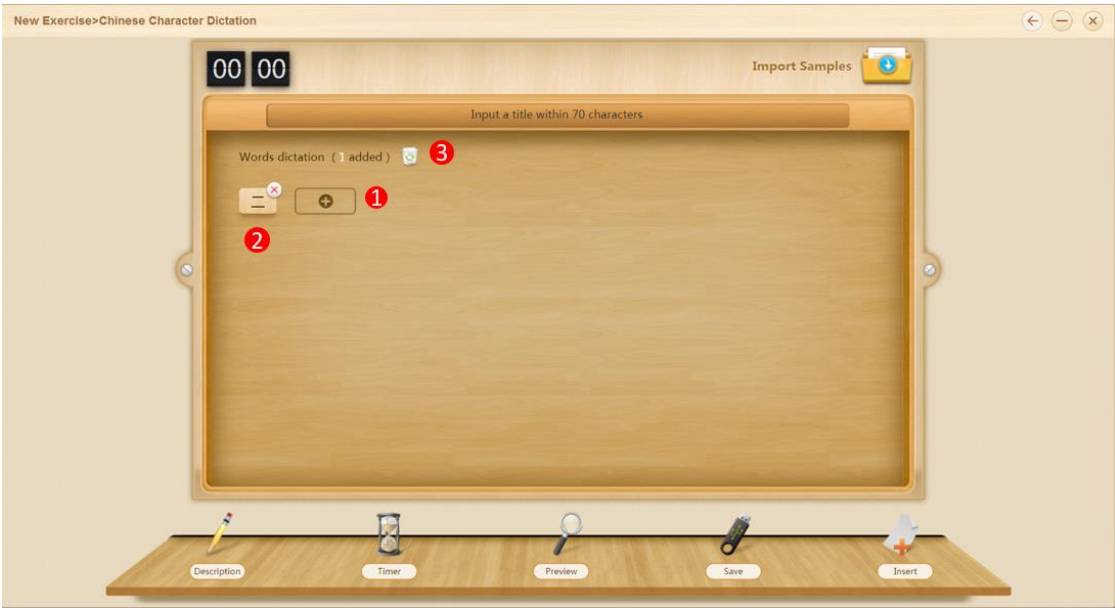 New Exercise>Chinese Character Dictation
00 00
Import Samples
Input a title within 70 characters
Words dictation ( 1 added )
3
二
1
2
Description
Timer
Preview
Save
Insert